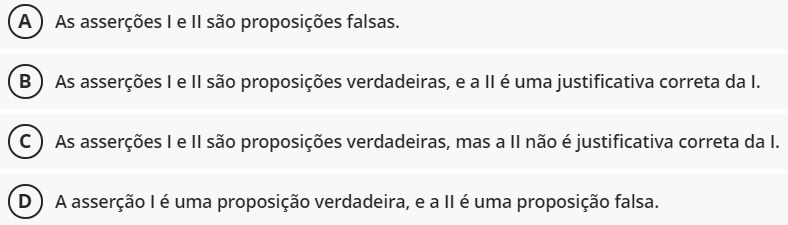 A As asserções I e II são proposições falsas.
B As asserções I e II são proposições verdadeiras, e a II é uma justificativa correta da I.
C As asserções I e II são proposições verdadeiras, mas a II não é justificativa correta da I.
D A asserção I é uma proposição verdadeira, e a II é uma proposição falsa.